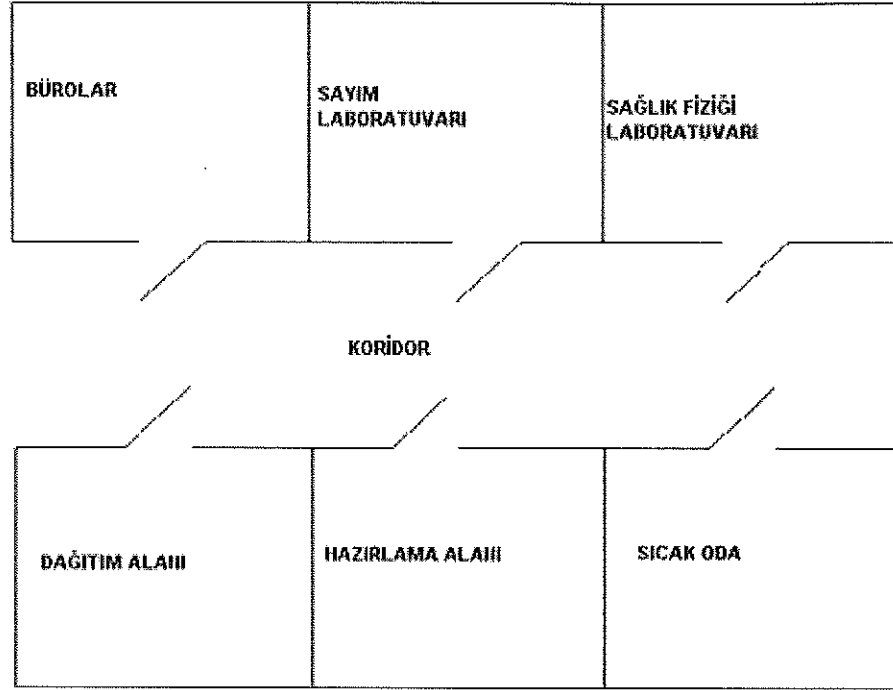 BÜROLAR
SAYIM
LABORATUVARI
SAĞLIK FİZİĞİ
LABORATUVARI
KORİDOR
DAĞITIM ALANI
HAZIRLAMA ALANI
SICAK ODA